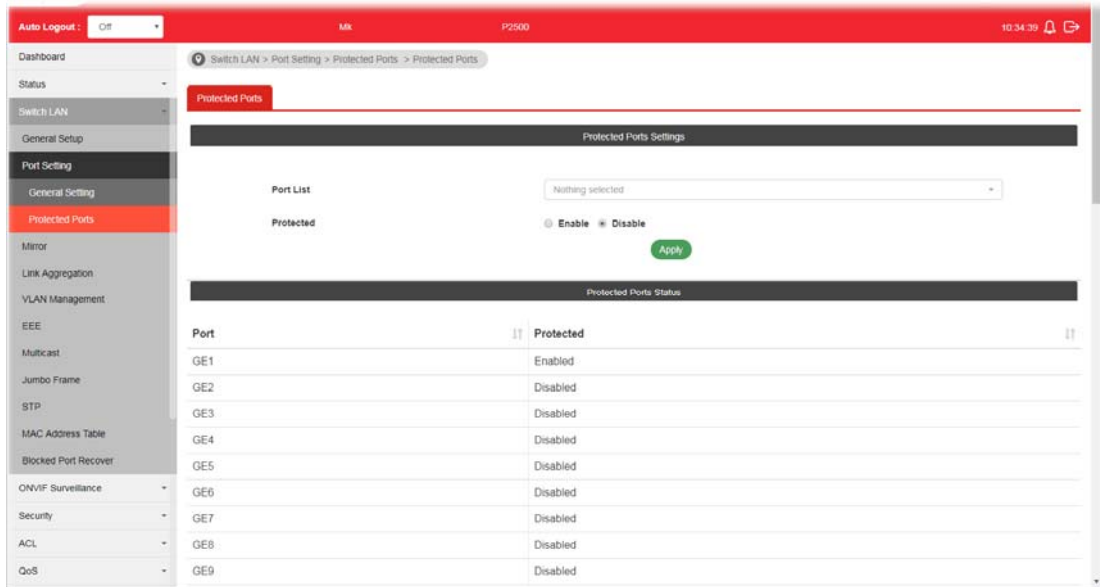 Auto Logout : Off Mk P2500 10:34:39
Dashboard
Status
Switch LAN
General Setup
Port Setting
General Setting
Protected Ports
Mirror
Link Aggregation
VLAN Management
EEE
Multicast
Jumbo Frame
STP
MAC Address Table
Blocked Port Recover
ONVIF Surveillance
Security
ACL
QoS
Switch LAN > Port Setting > Protected Ports > Protected Ports
Protected Ports
Protected Ports Settings
Port List Nothing selected
Protected Enable Disable
Apply
Protected Ports Status
Port Protected
GE1 Enabled
GE2 Disabled
GE3 Disabled
GE4 Disabled
GE5 Disabled
GE6 Disabled
GE7 Disabled
GE8 Disabled
GE9 Disabled